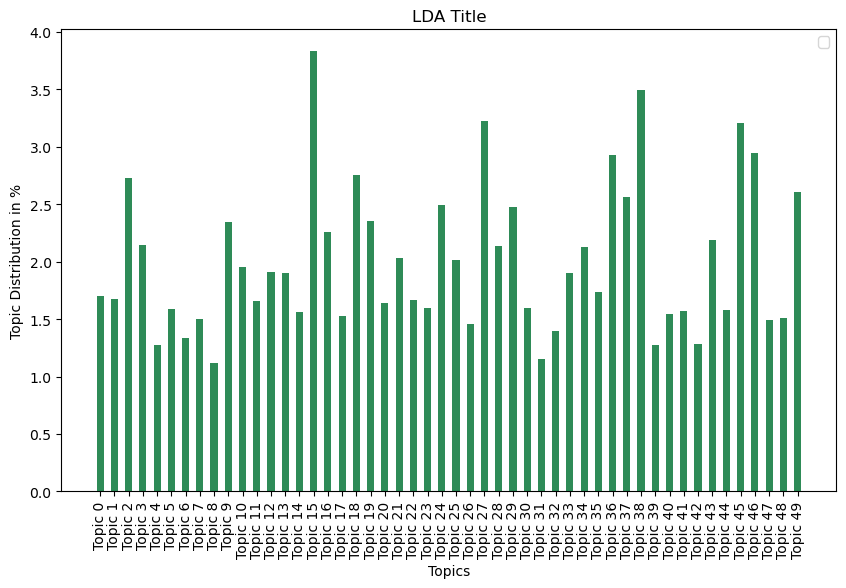 LDA Title
Topic Distribution in %
4.0
3.5
3.0
2.5
2.0
1.5
1.0
0.5
0.0
Topic 0
Topic 1
Topic 2
Topic 3
Topic 4
Topic 5
Topic 6
Topic 7
Topic 8
Topic 9
Topic 10
Topic 11
Topic 12
Topic 13
Topic 14
Topic 15
Topic 16
Topic 17
Topic 18
Topic 19
Topic 20
Topic 21
Topic 22
Topic 23
Topic 24
Topic 25
Topic 26
Topic 27
Topic 28
Topic 29
Topic 30
Topic 31
Topic 32
Topic 33
Topic 34
Topic 35
Topic 36
Topic 37
Topic 38
Topic 39
Topic 40
Topic 41
Topic 42
Topic 43
Topic 44
Topic 45
Topic 46
Topic 47
Topic 48
Topic 49
Topics